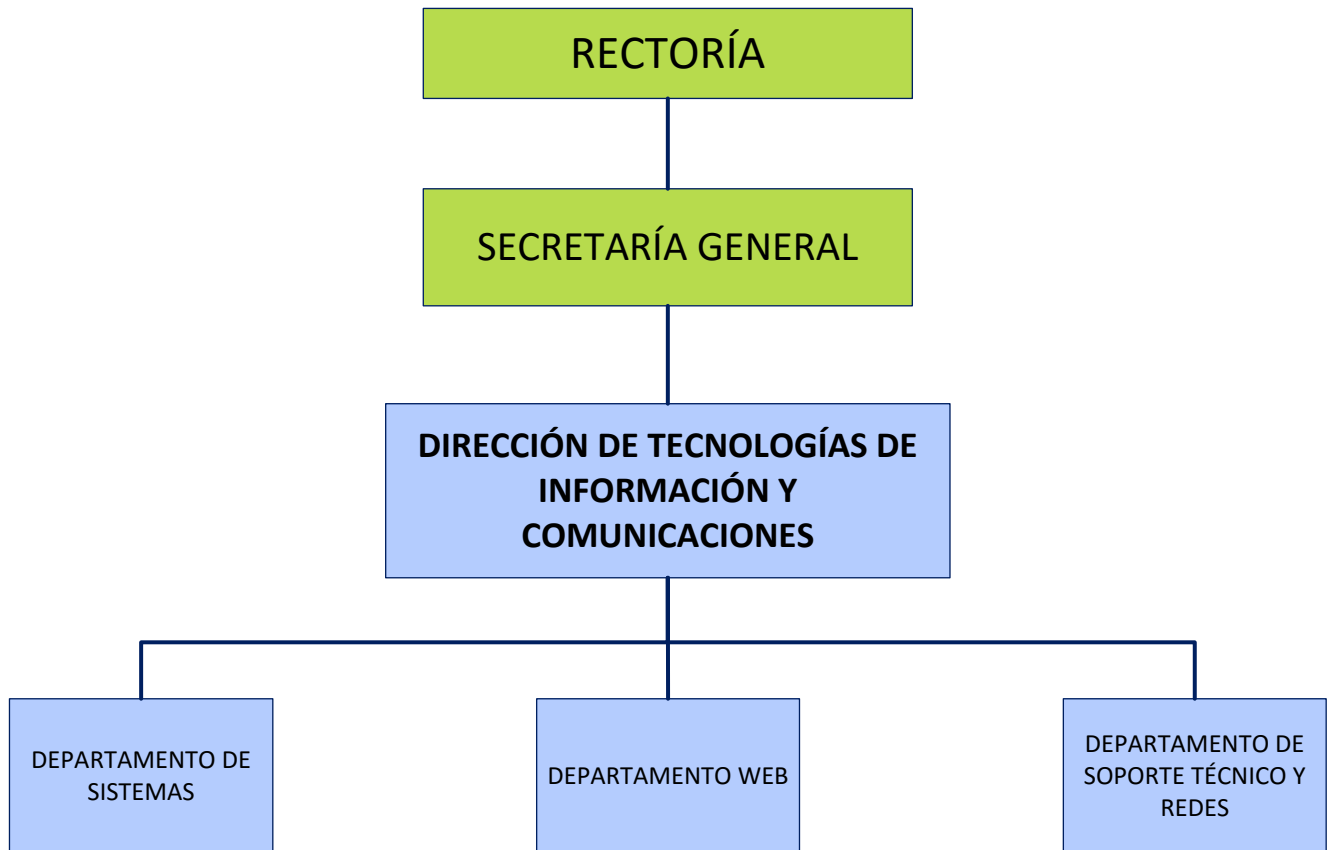 RECTORÍA
SECRETARÍA GENERAL
DIRECCIÓN DE TECNOLOGÍAS DE
INFORMACIÓN Y
COMUNICACIONES
DEPARTAMENTO DE
SISTEMAS
DEPARTAMENTO WEB
DEPARTAMENTO DE
SOPORTE TÉCNICO Y
REDES